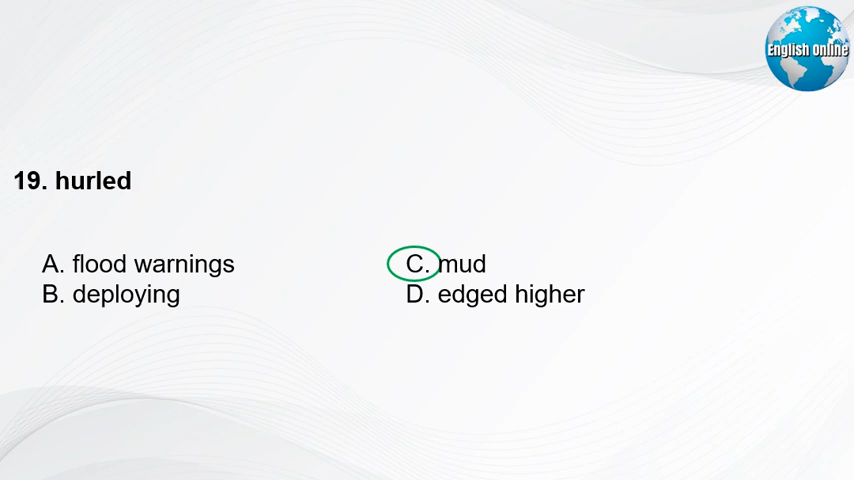 English Online
19. hurled
A. flood warnings
B. deploying
C. mud
D. edged higher